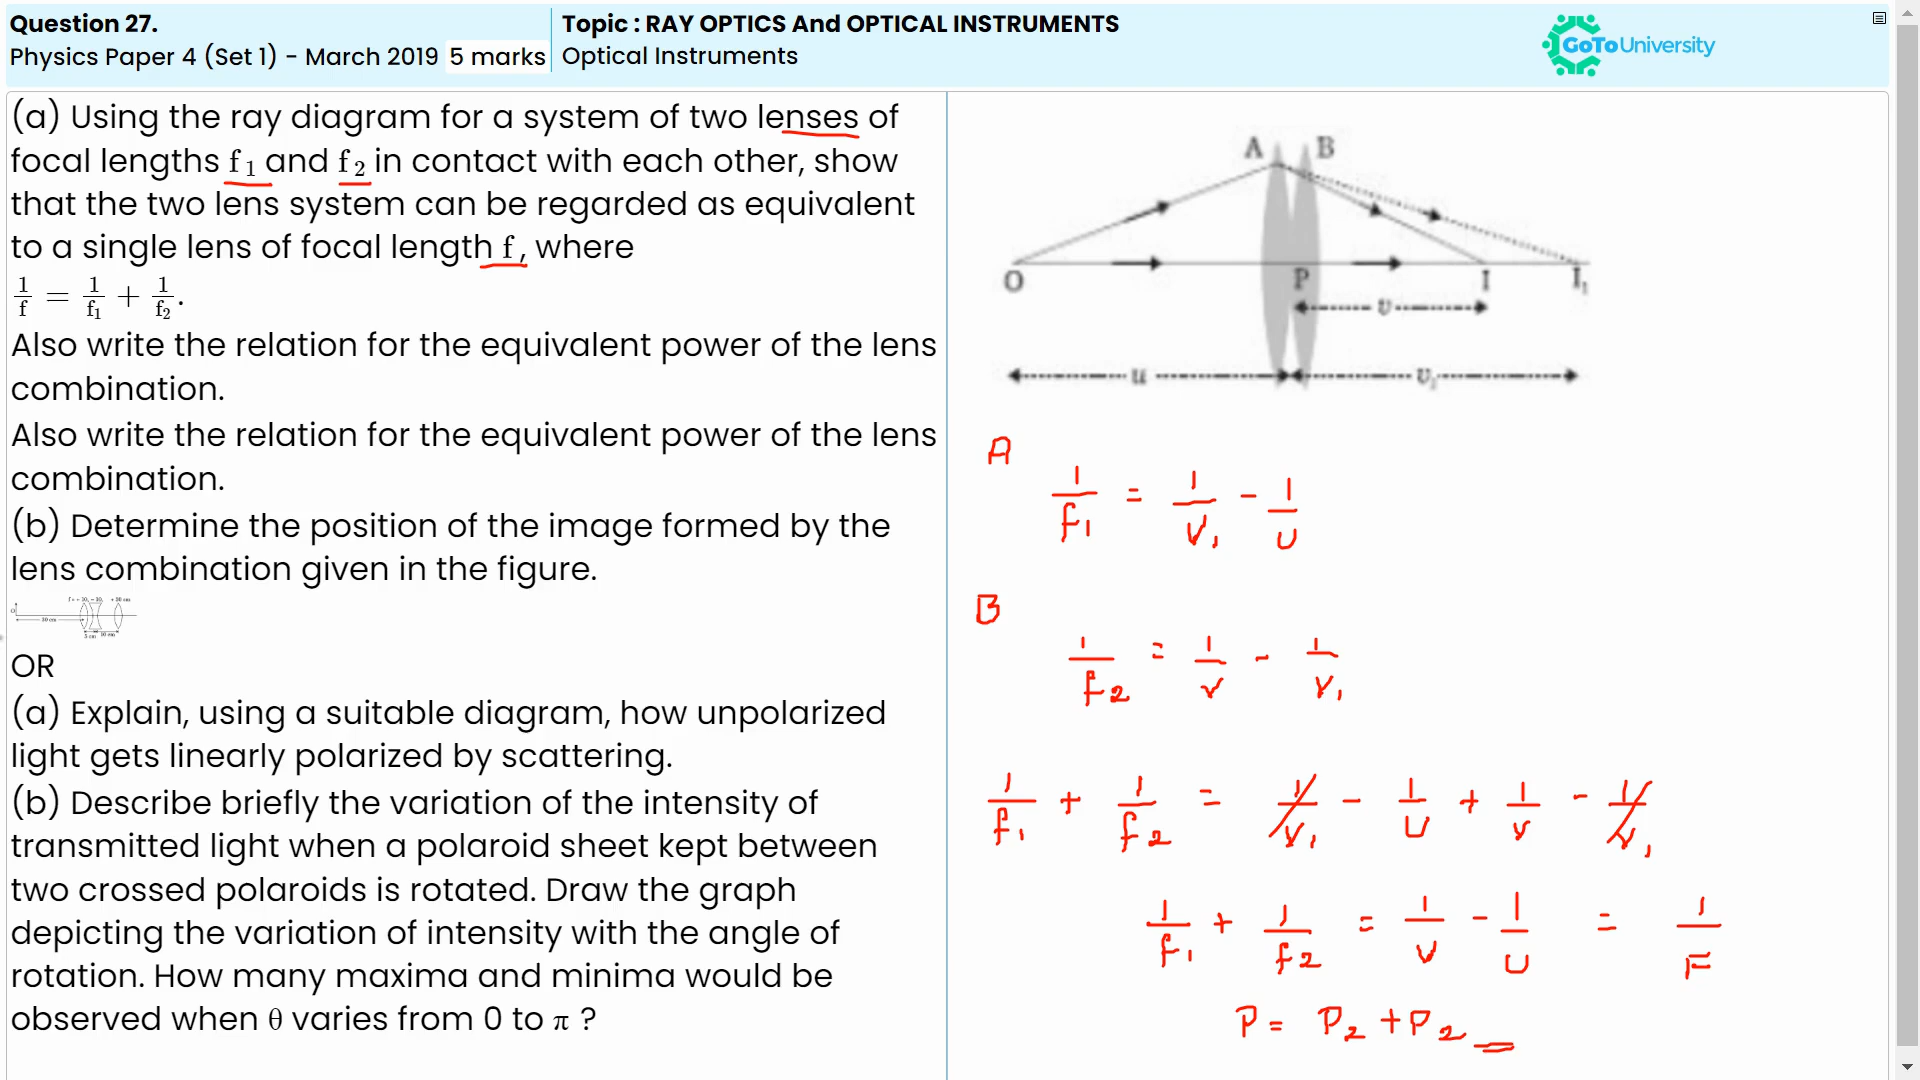 Question 27.
Physics Paper 4 (Set 1) - March 2019 5 marks
Topic : RAY OPTICS And OPTICAL INSTRUMENTS
Optical Instruments
GoToUniversity
(a) Using the ray diagram for a system of two lenses of
focal lengths f₁ and f₂ in contact with each other, show
that the two lens system can be regarded as equivalent
to a single lens of focal length f, where
1/f = 1/f₁ + 1/f₂.
Also write the relation for the equivalent power of the lens
combination.
Also write the relation for the equivalent power of the lens
combination.
(b) Determine the position of the image formed by the
lens combination given in the figure.
O
30 cm
5 cm 10 cm
OR
(a) Explain, using a suitable diagram, how unpolarized
light gets linearly polarized by scattering.
(b) Describe briefly the variation of the intensity of
transmitted light when a polaroid sheet kept between
two crossed polaroids is rotated. Draw the graph
depicting the variation of intensity with the angle of
rotation. How many maxima and minima would be
observed when θ varies from 0 to π ?
A B
O P I I₁
υ
u υ₁
A
1/f₁ = 1/V₁ - 1/U
B
1/f₂ = 1/V - 1/V₁
1/f₁ + 1/f₂ = 1/V₁ - 1/U + 1/V - 1/V₁
1/f₁ + 1/f₂ = 1/V - 1/U = 1/F
P = P₂ + P₂